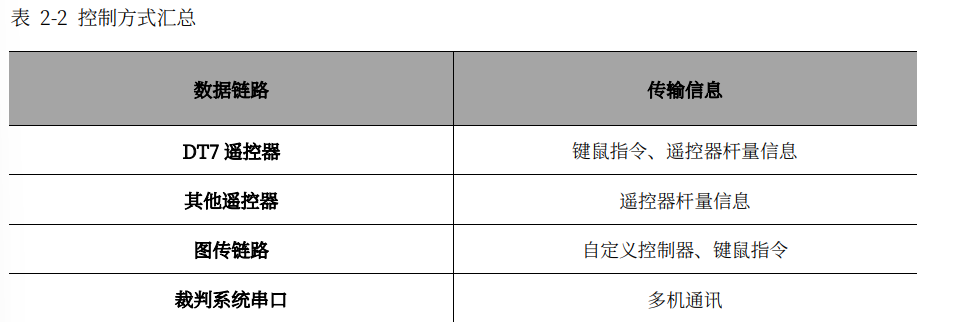 表 2-2 控制方式汇总
数据链路 传输信息
DT7 遥控器 键鼠指令、遥控器杆量信息
其他遥控器 遥控器杆量信息
图传链路 自定义控制器、键鼠指令
裁判系统串口 多机通讯